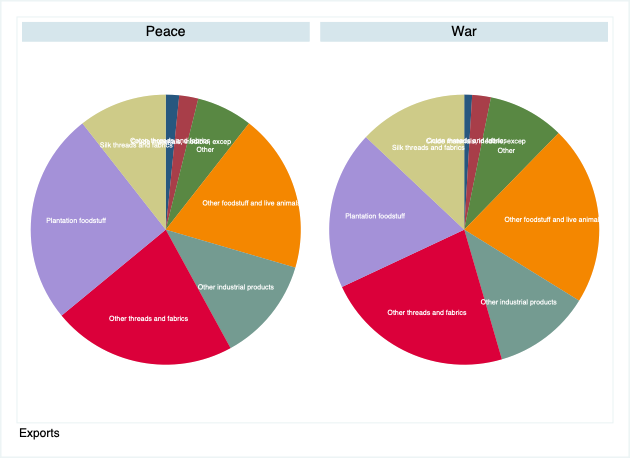 Peace
War
Silk threads and fabrics
Other
Other foodstuff and live animal
Plantation foodstuff
Other industrial products
Other threads and fabrics
Silk threads and fabrics
Other
Plantation foodstuff
Other foodstuff and live animal
Other industrial products
Other threads and fabrics
Exports